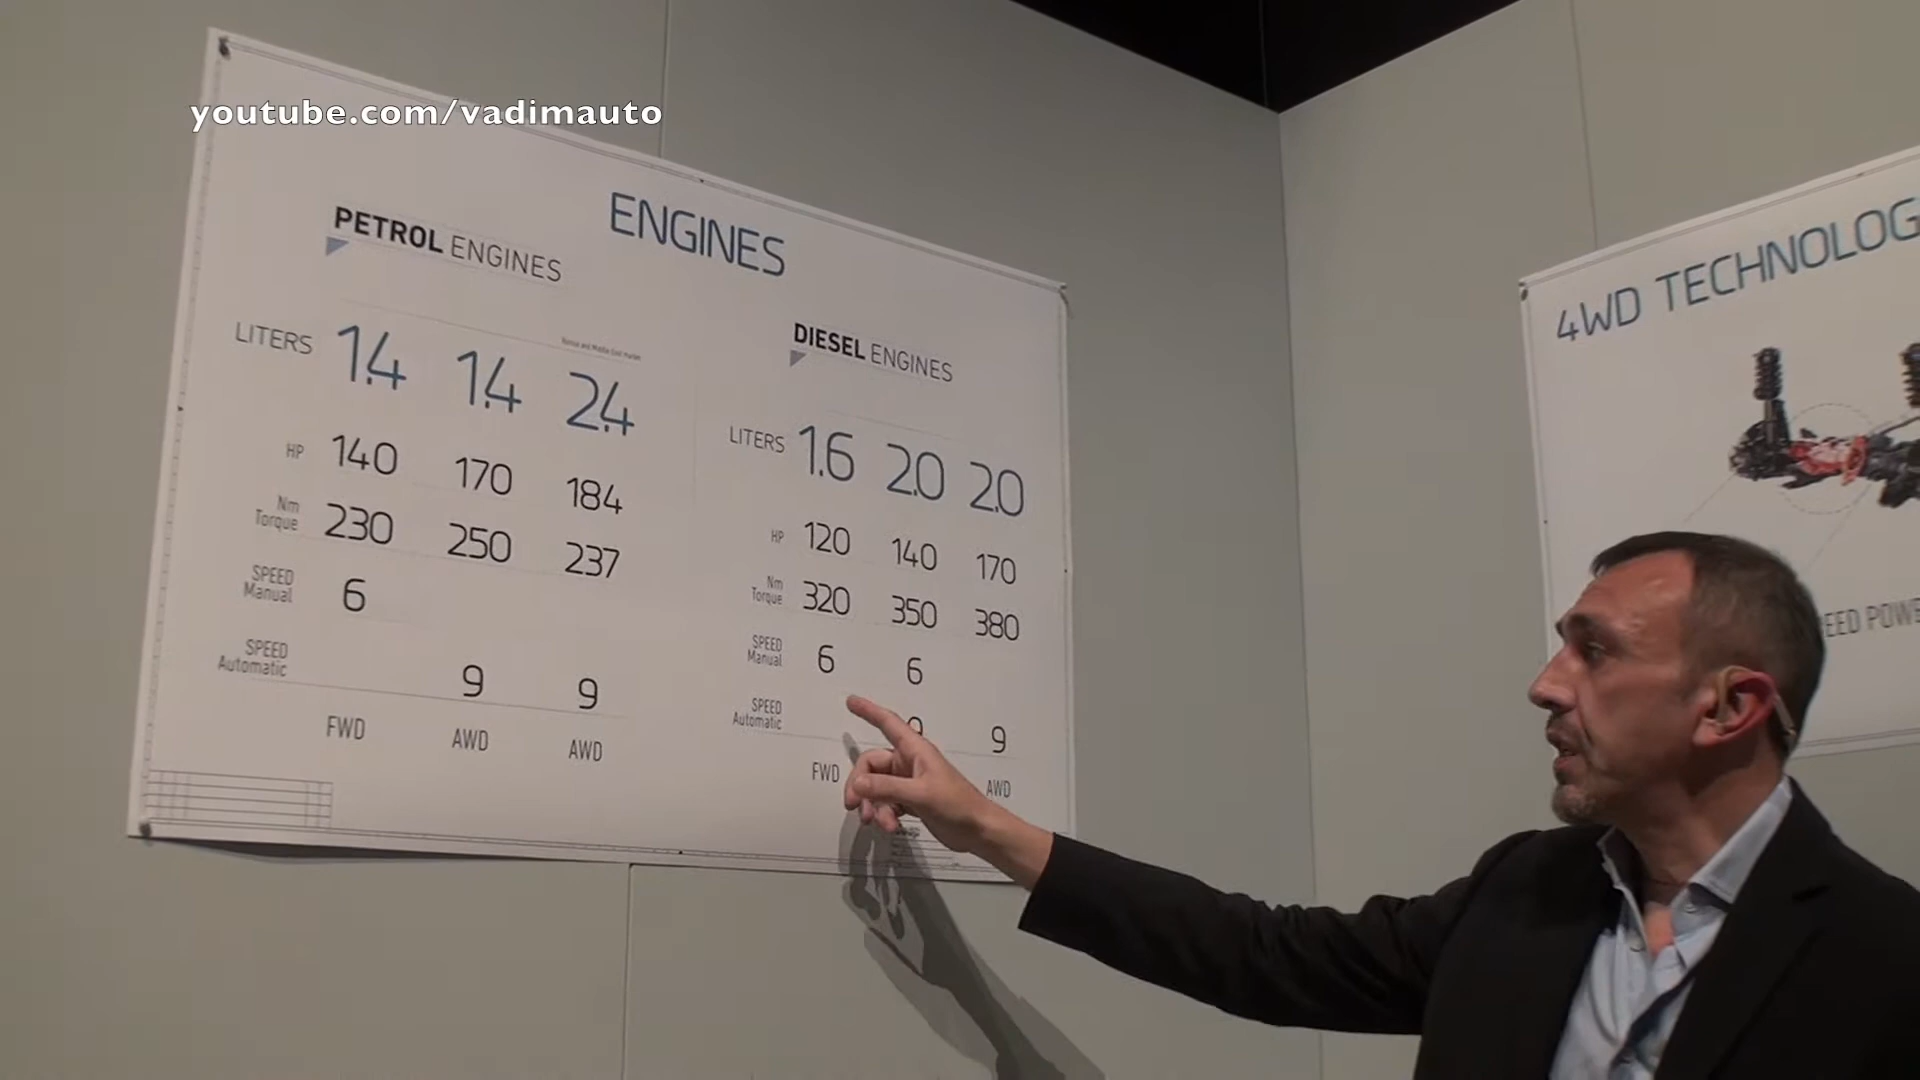 youtube.com/vadimauto
ENGINES
PETROL ENGINES
LITERS 1.4 1.4 2.4
HP 140 170 184
Nm Torque 230 250 237
SPEED Manual 6
SPEED Automatic 9 9
FWD AWD AWD
DIESEL ENGINES
LITERS 1.6 2.0 2.0
HP 120 140 170
Nm Torque 320 350 380
SPEED Manual 6 6
SPEED Automatic 9 9
FWD AWD
4WD TECHNOLOG
EED POW